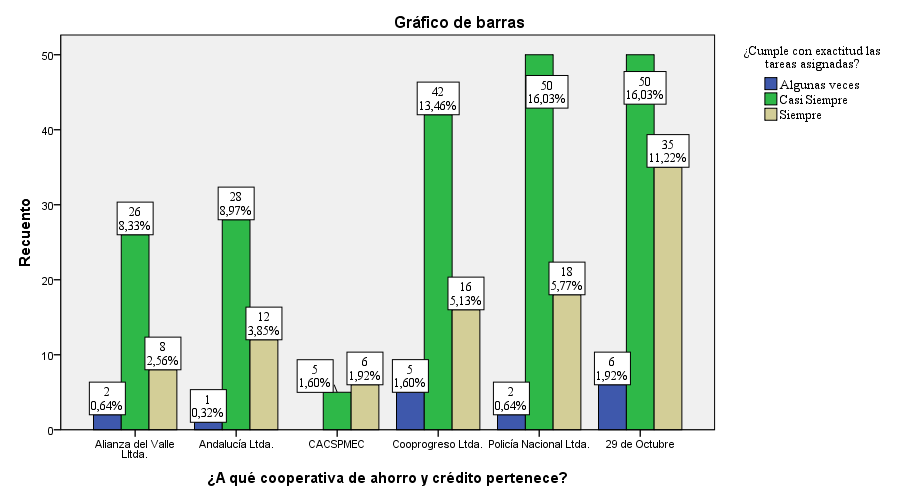 Gráfico de barras
¿Cumple con exactitud las
tareas asignadas?
Algunas veces
Casi Siempre
Siempre
Recuento
50
40
30
20
10
0
2
0,64%
26
8,33%
8
2,56%
1
0,32%
28
8,97%
12
3,85%
5
1,60%
6
1,92%
5
1,60%
42
13,46%
16
5,13%
2
0,64%
50
16,03%
18
5,77%
6
1,92%
50
16,03%
35
11,22%
Alianza del Valle
Lltda.
Andalucía Ltda.
CACSPMEC
Cooprogreso Ltda.
Policía Nacional Ltda.
29 de Octubre
¿A qué cooperativa de ahorro y crédito pertenece?